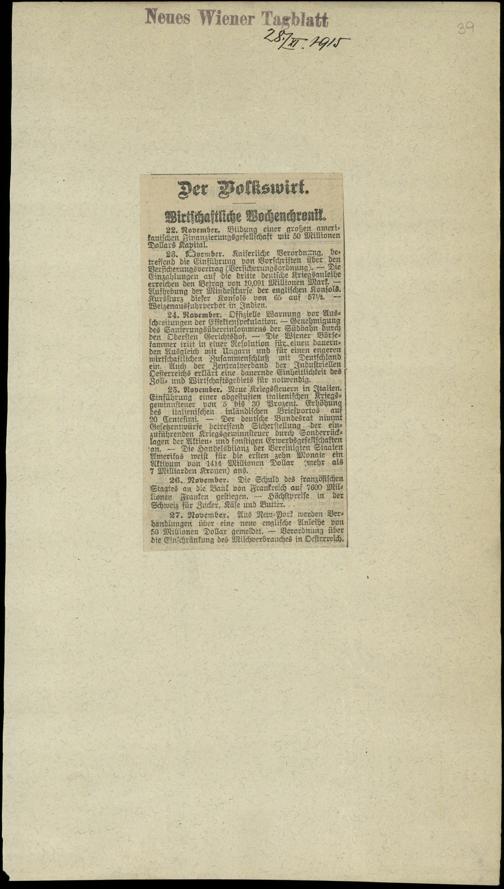 Neues Wiener Tagblatt
28./XI. 1915
39
Der Volkswirt.
Wirtschaftliche Wochenchronik.
22. November. Bildung einer großen ameri-
kanischen Finanzierungsgesellschaft mit 50 Millionen
Dollars Kapital.
23. November. Kaiserliche Verordnung, be-
treffend die Einführung von Vorschriften über den
Versicherungsvertrag (Versicherungsordnung). — Die
Einzahlungen auf die dritte deutsche Kriegsanleihe
erreichen den Betrag von 10,091 Millionen Mark. —
Aufhebung der Mindestkurse der englischen Konsols.
Kurssturz dieser Konsols von 65 auf 57½. —
Weizenausfuhrverbot in Indien.
24. November. Offizielle Warnung vor Aus-
schreitungen der Effektenspekulation. — Genehmigung
des Sanierungsübereinkommens der Südbahn durch
den Obersten Gerichtshof. — Die Wiener Börse-
kammer tritt in einer Resolution für einen dauern-
den Ausgleich mit Ungarn und für einen engeren
wirtschaftlichen Zusammenschluß mit Deutschland
ein. Auch der Zentralverband der Industriellen
Oesterreichs erklärt eine dauernde Einheitlichkeit des
Zoll- und Wirtschaftsgebiets für notwendig.
25. November. Neue Kriegssteuern in Italien.
Einführung einer abgestuften italienischen Kriegs-
gewinnsteuer von 5 bis 30 Prozent. Erhöhung
des italienischen inländischen Briefportos auf
20 Centesimi. — Der deutsche Bundesrat nimmt
Gesetzentwürfe betreffend Sicherstellung der ein-
zuführenden Kriegsgewinnsteuer durch Sonderrück-
lagen der Aktien- und sonstigen Erwerbsgesellschaften
an. — Die Handelsbilanz der Vereinigten Staaten
Amerikas weist für die ersten zehn Monate ein
Aktivum von 1414 Millionen Dollar (mehr als
7 Milliarden Kronen) aus.
26. November. Die Schuld des französischen
Staates an die Bank von Frankreich auf 7600 Mil-
lionen Franken gestiegen. — Höchstpreise in der
Schweiz für Zucker, Käse und Butter.
27. November. Aus New-York werden Ver-
handlungen über eine neue englische Anleihe von
50 Millionen Dollar gemeldet. — Verordnung über
die Einschränkung des Milchverbrauches in Oesterreich.